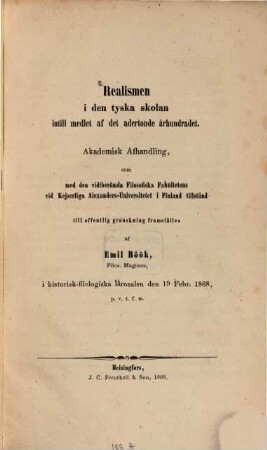 Realismen
i den tyska skolan
intill medlet af det adertonde århundradet.
Akademisk Afhandling,
som
med den vidtberömda Filosofiska Fakultetens
vid Kejserliga Alexanders-Universitetet i Finland tillstånd
till offentlig granskning framställes
af
Emil Böök,
Filos. Magister,
i historisk-filologiska lärosalen den 19 Febr. 1868,
p. v. t. f. m.
Helsingfors,
J. C. Frenckell & Son, 1868.